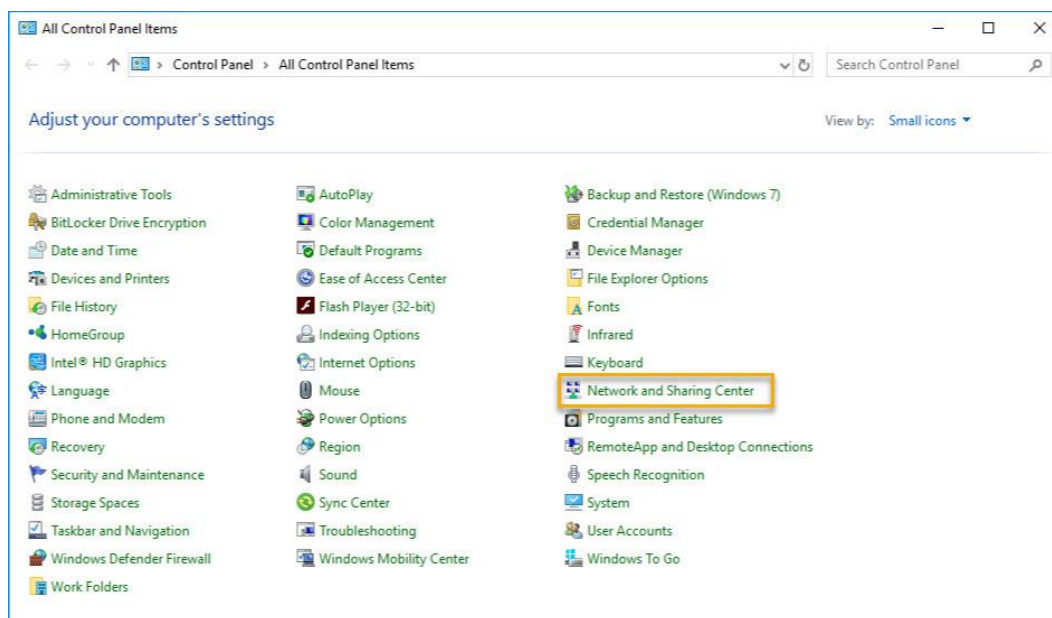 All Control Panel Items
Control Panel > All Control Panel Items
Search Control Panel
Adjust your computer's settings
View by: Small icons
Administrative Tools
AutoPlay
Backup and Restore (Windows 7)
BitLocker Drive Encryption
Color Management
Credential Manager
Date and Time
Default Programs
Device Manager
Devices and Printers
Ease of Access Center
File Explorer Options
File History
Flash Player (32-bit)
Fonts
HomeGroup
Indexing Options
Infrared
Intel® HD Graphics
Internet Options
Keyboard
Language
Mouse
Network and Sharing Center
Phone and Modem
Power Options
Programs and Features
Recovery
Region
RemoteApp and Desktop Connections
Security and Maintenance
Sound
Speech Recognition
Storage Spaces
Sync Center
System
Taskbar and Navigation
Troubleshooting
User Accounts
Windows Defender Firewall
Windows Mobility Center
Windows To Go
Work Folders